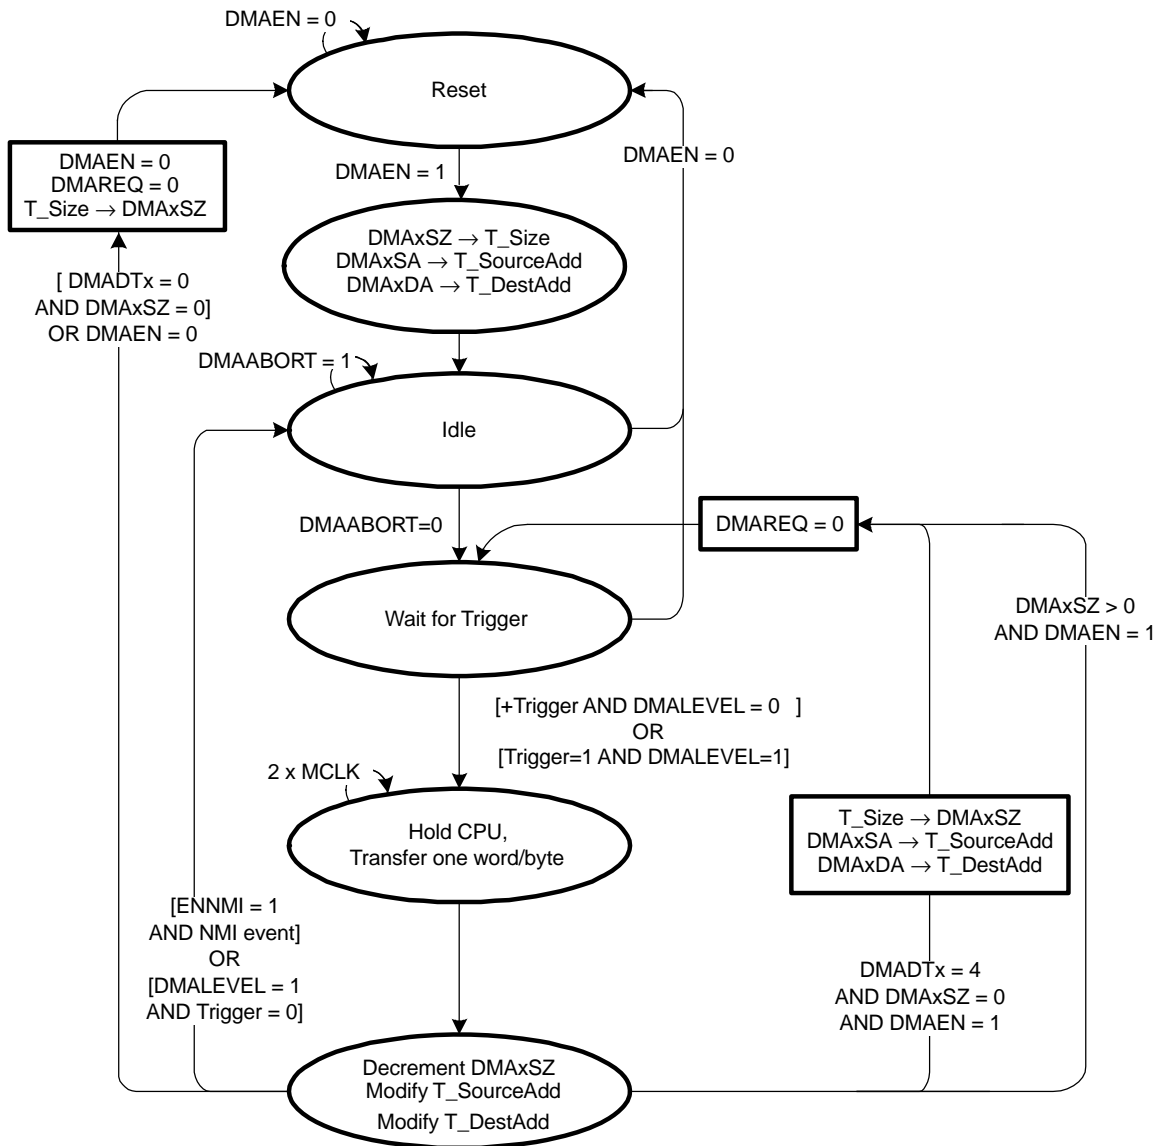 DMAEN = 0
Reset
DMAEN = 0
DMAREQ = 0
T_Size → DMAxSZ
DMAEN = 1
DMAEN = 0
DMAxSZ → T_Size
DMAxSA → T_SourceAdd
DMAxDA → T_DestAdd
[ DMADTx = 0
AND DMAxSZ = 0]
OR DMAEN = 0
DMAABORT = 1
Idle
DMAABORT=0
DMAREQ = 0
Wait for Trigger
DMAxSZ > 0
AND DMAEN = 1
[+Trigger AND DMALEVEL = 0 ]
OR
[Trigger=1 AND DMALEVEL=1]
2 x MCLK
Hold CPU,
Transfer one word/byte
T_Size → DMAxSZ
DMAxSA → T_SourceAdd
DMAxDA → T_DestAdd
[ENNMI = 1
AND NMI event]
OR
[DMALEVEL = 1
AND Trigger = 0]
DMADTx = 4
AND DMAxSZ = 0
AND DMAEN = 1
Decrement DMAxSZ
Modify T_SourceAdd
Modify T_DestAdd